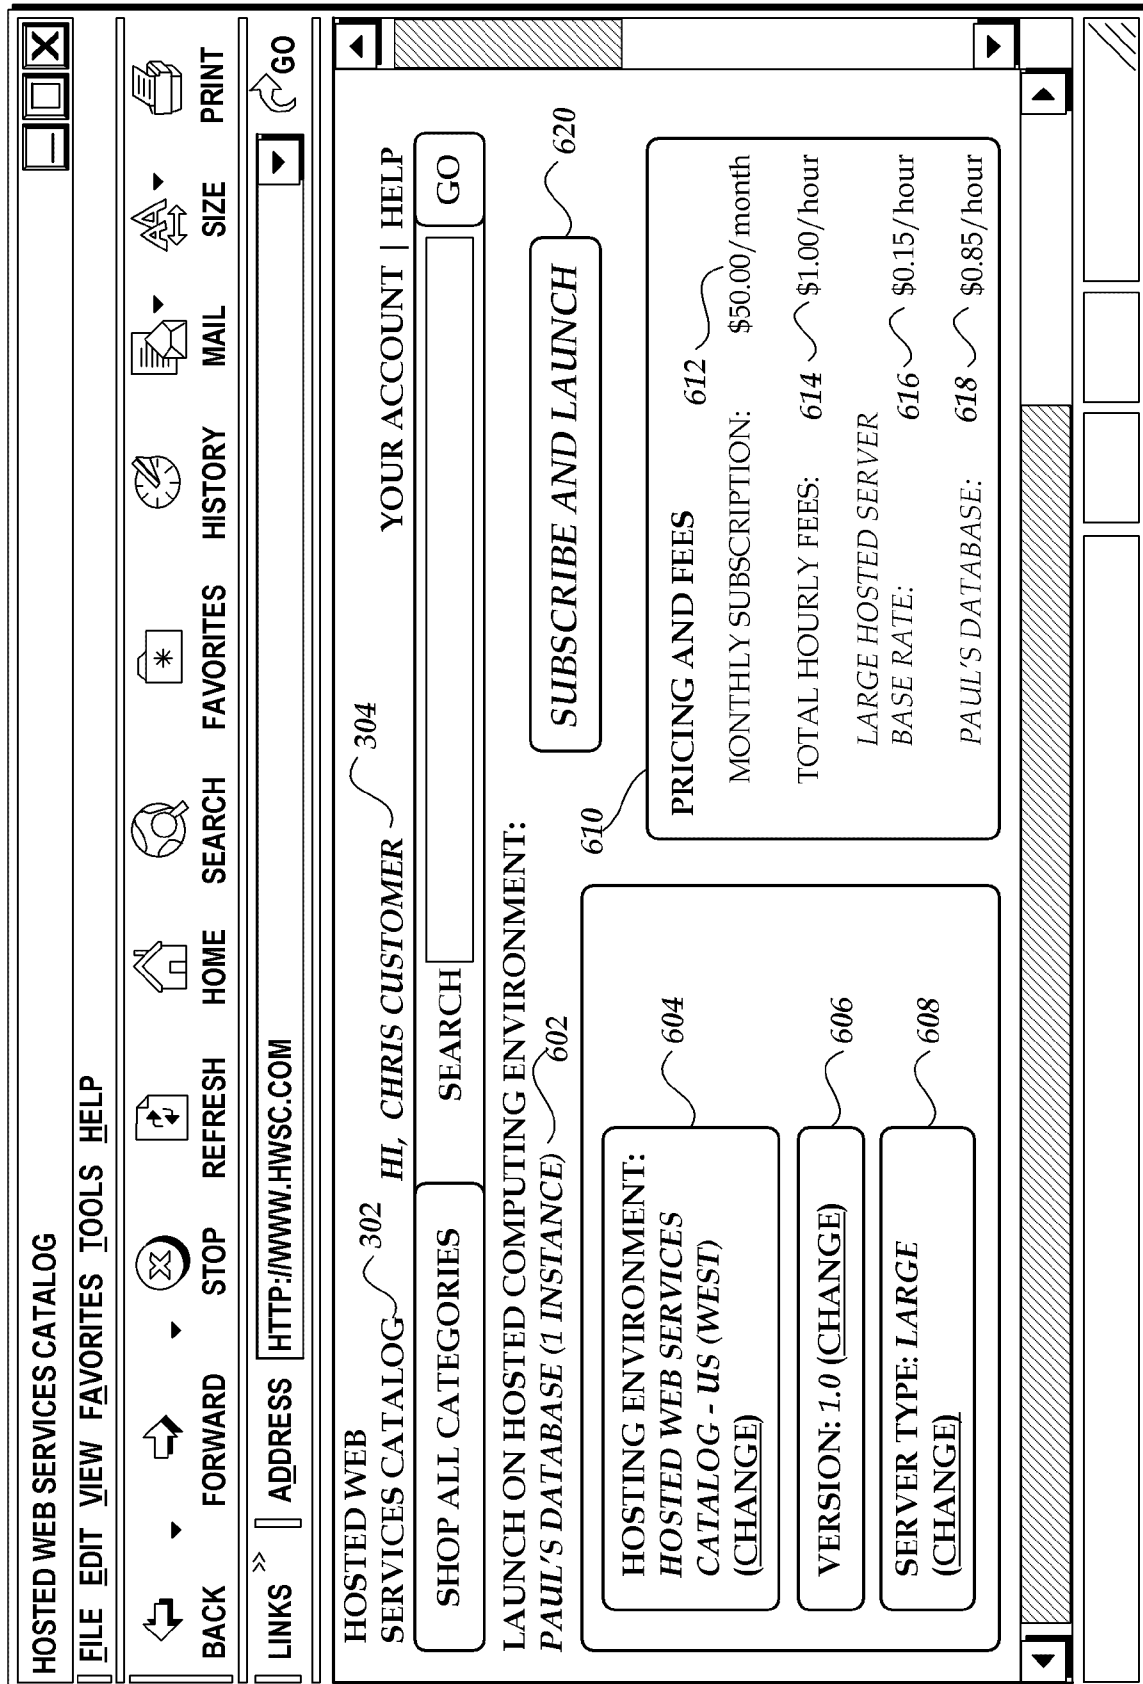 HOSTED WEB SERVICES CATALOG
FILE EDIT VIEW FAVORITES TOOLS HELP
BACK FORWARD STOP REFRESH HOME SEARCH FAVORITES HISTORY MAIL SIZE PRINT
LINKS » ADDRESS HTTP://WWW.HWSC.COM GO
HOSTED WEB
SERVICES CATALOG 302 HI, CHRIS CUSTOMER 304 YOUR ACCOUNT | HELP
SHOP ALL CATEGORIES SEARCH GO
LAUNCH ON HOSTED COMPUTING ENVIRONMENT:
PAUL'S DATABASE (1 INSTANCE) 602
SUBSCRIBE AND LAUNCH 620
HOSTING ENVIRONMENT:
HOSTED WEB SERVICES
CATALOG - US (WEST)
(CHANGE)
604
VERSION: 1.0 (CHANGE)
606
SERVER TYPE: LARGE
(CHANGE)
608
610
PRICING AND FEES
612
MONTHLY SUBSCRIPTION: $50.00/month
TOTAL HOURLY FEES: 614 $1.00/hour
LARGE HOSTED SERVER
BASE RATE: 616 $0.15/hour
PAUL'S DATABASE: 618 $0.85/hour